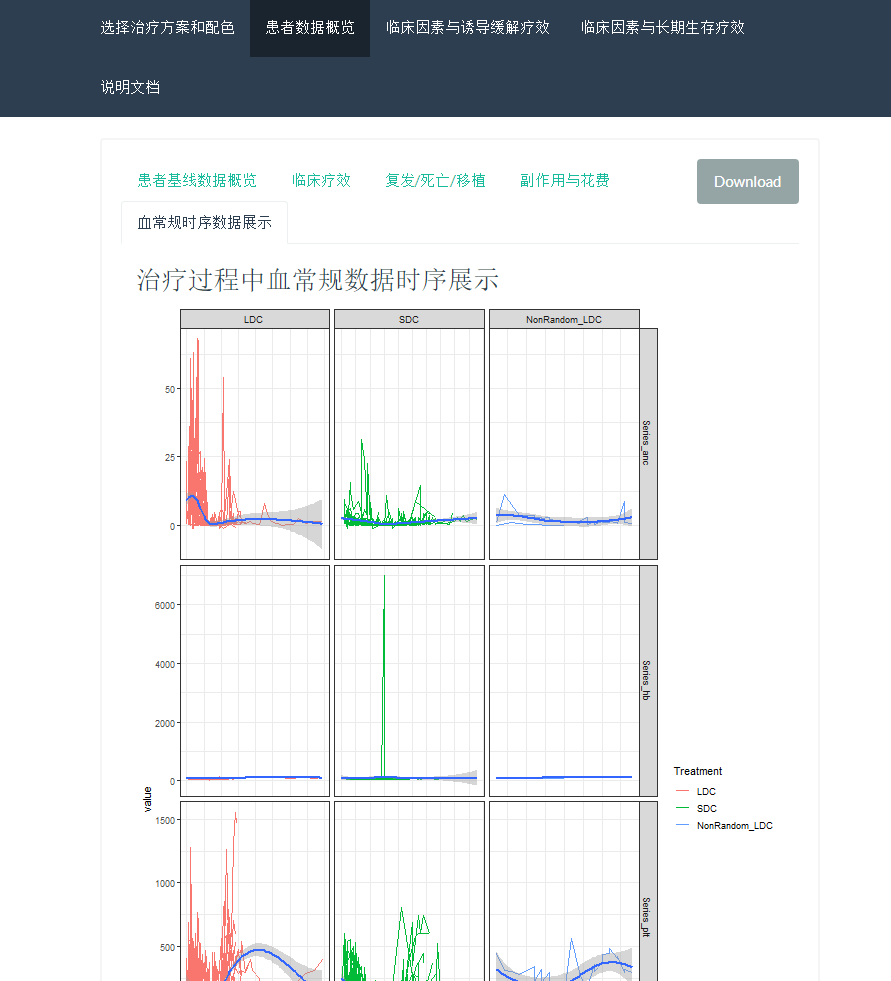 选择治疗方案和配色 患者数据概览 临床因素与诱导缓解疗效 临床因素与长期生存疗效
说明文档
患者基线数据概览 临床疗效 复发/死亡/移植 副作用与花费 Download
血常规时序数据展示
治疗过程中血常规数据时序展示
LDC SDC NonRandom_LDC
50
25
0
Series_anc
6000
4000
2000
0
Series_hb
value
1500
1000
500
Series_plt
Treatment
LDC
SDC
NonRandom_LDC